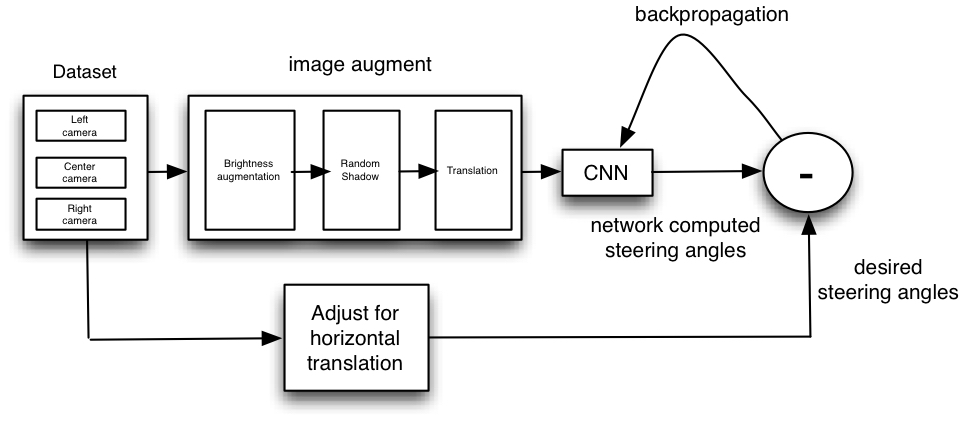 backpropagation
Dataset
image augment
Left
camera
Center
camera
Right
camera
Brightness
augmentation
Random
Shadow
Translation
CNN
-
network computed
steering angles
desired
steering angles
Adjust for
horizontal
translation